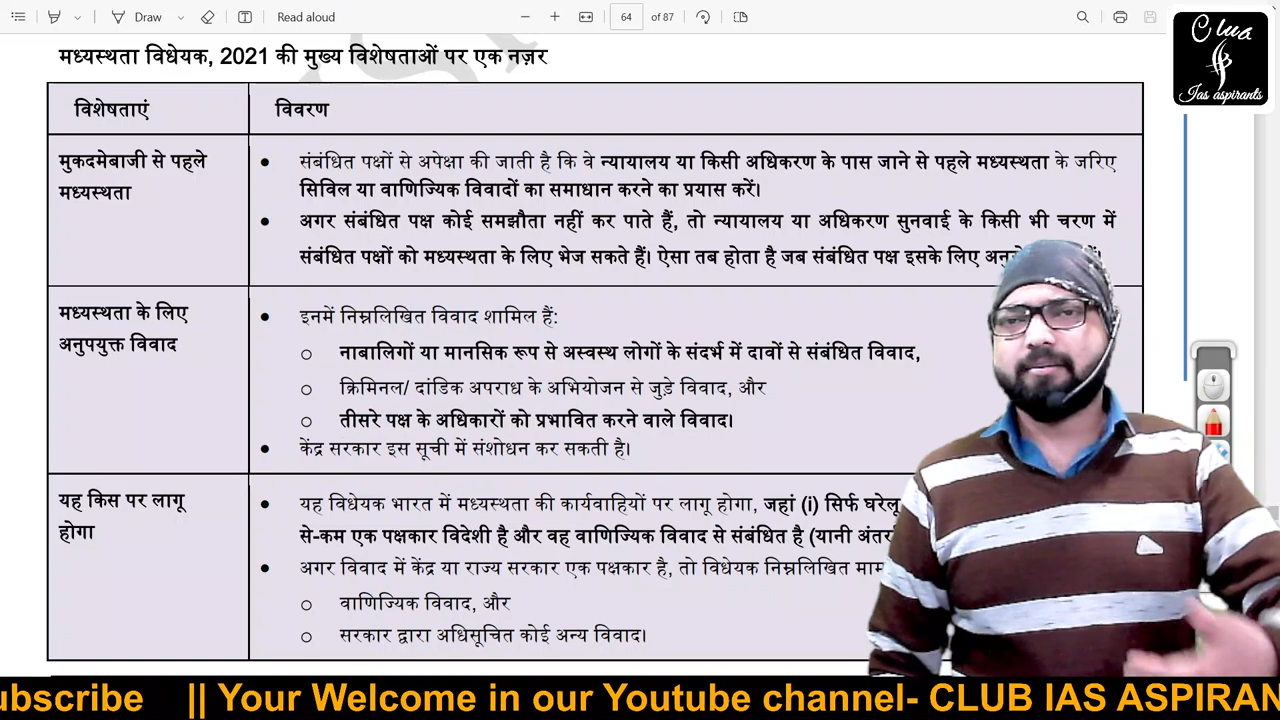 Draw
Read aloud
64
of 87
Clua
Ias aspirants
मध्यस्थता विधेयक, 2021 की मुख्य विशेषताओं पर एक नज़र
विशेषताएं
विवरण
मुकदमेबाजी से पहले
मध्यस्थता
संबंधित पक्षों से अपेक्षा की जाती है कि वे न्यायालय या किसी अधिकरण के पास जाने से पहले मध्यस्थता के जरिए
सिविल या वाणिज्यिक विवादों का समाधान करने का प्रयास करें।
अगर संबंधित पक्ष कोई समझौता नहीं कर पाते हैं, तो न्यायालय या अधिकरण सुनवाई के किसी भी चरण में
संबंधित पक्षों को मध्यस्थता के लिए भेज सकते हैं। ऐसा तब होता है जब संबंधित पक्ष इसके लिए
मध्यस्थता के लिए
अनुपयुक्त विवाद
इनमें निम्नलिखित विवाद शामिल हैं:
नाबालिगों या मानसिक रूप से अस्वस्थ लोगों के संदर्भ में दावों से संबंधित विवाद,
क्रिमिनल/ दांडिक अपराध के अभियोजन से जुड़े विवाद, और
तीसरे पक्ष के अधिकारों को प्रभावित करने वाले विवाद।
केंद्र सरकार इस सूची में संशोधन कर सकती है।
यह किस पर लागू
होगा
यह विधेयक भारत में मध्यस्थता की कार्यवाहियों पर लागू होगा, जहां (i) सिर्फ घरेलू
से-कम एक पक्षकार विदेशी है और वह वाणिज्यिक विवाद से संबंधित है (यानी
अगर विवाद में केंद्र या राज्य सरकार एक पक्षकार है, तो विधेयक निम्नलिखित
वाणिज्यिक विवाद, और
सरकार द्वारा अधिसूचित कोई अन्य विवाद।
ubscribe || Your Welcome in our Youtube channel- CLUB IAS ASPIRAN